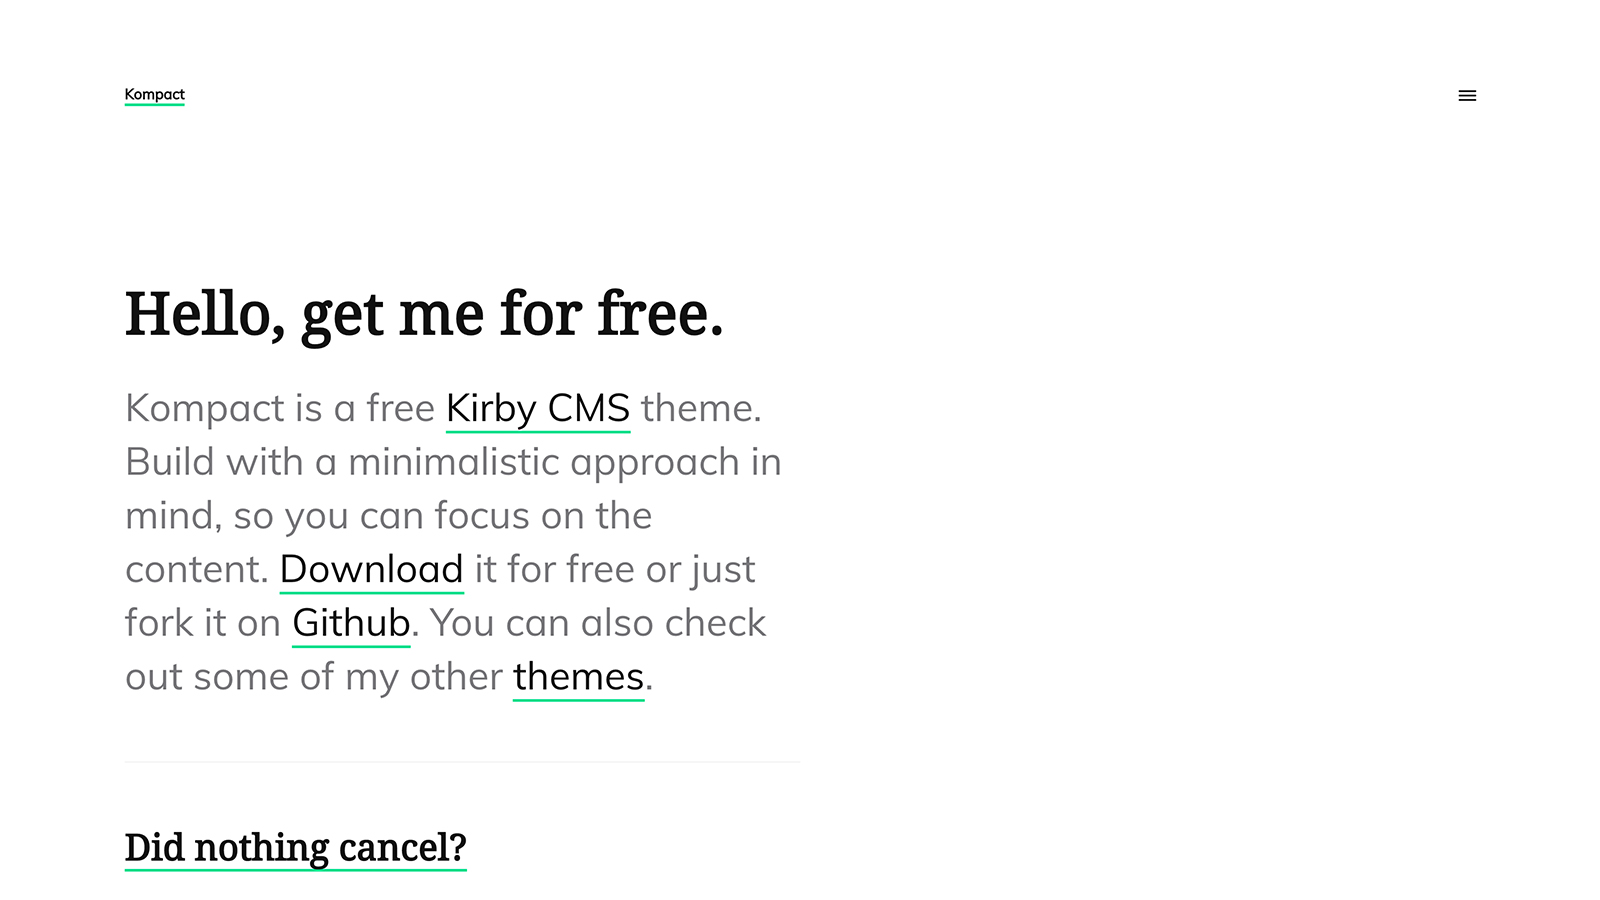 Kompact
Hello, get me for free.
Kompact is a free Kirby CMS theme.
Build with a minimalistic approach in
mind, so you can focus on the
content. Download it for free or just
fork it on Github. You can also check
out some of my other themes.
Did nothing cancel?